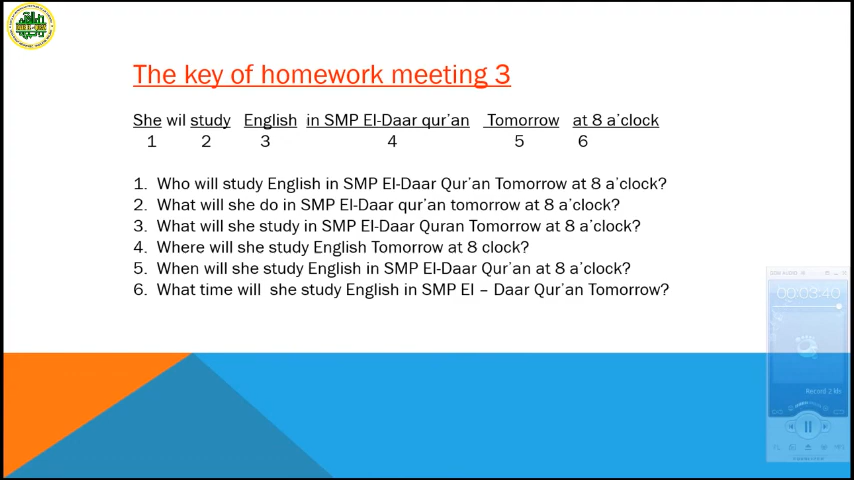 The key of homework meeting 3
She wil study English in SMP El-Daar qur'an Tomorrow at 8 a'clock
1 2 3 4 5 6
1. Who will study English in SMP El-Daar Qur'an Tomorrow at 8 a'clock?
2. What will she do in SMP El-Daar qur'an tomorrow at 8 a'clock?
3. What will she study in SMP El-Daar Quran Tomorrow at 8 a'clock?
4. Where will she study English Tomorrow at 8 clock?
5. When will she study English in SMP El-Daar Qur'an at 8 a'clock?
6. What time will she study English in SMP El – Daar Qur'an Tomorrow?
00:03:40